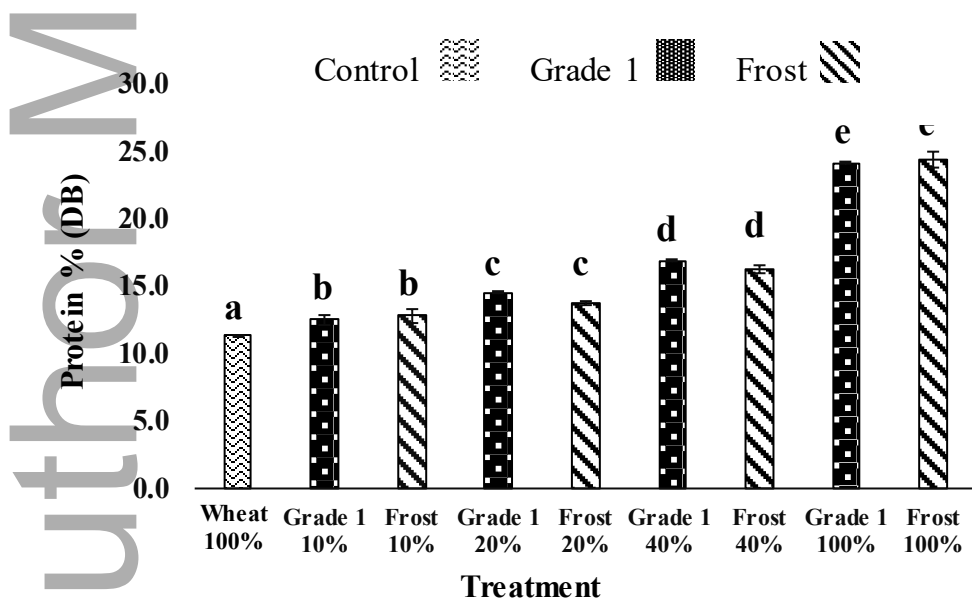 uthor M
Control Grade 1 Frost
Protein % (DB)
30.0
25.0
20.0
15.0
10.0
5.0
0.0
a b b c c d d e e
Wheat 100%
Grade 1 10%
Frost 10%
Grade 1 20%
Frost 20%
Grade 1 40%
Frost 40%
Grade 1 100%
Frost 100%
Treatment